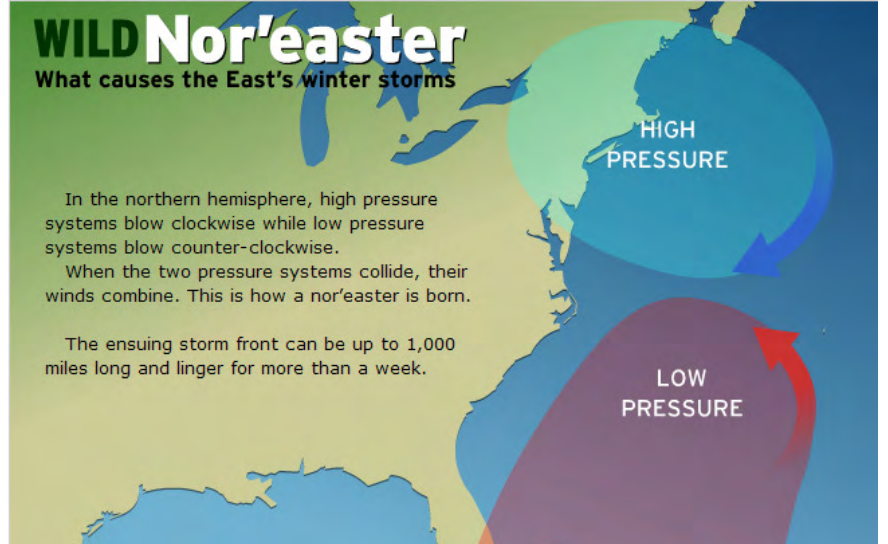 WILD Nor'easter
What causes the East's winter storms
HIGH
PRESSURE
In the northern hemisphere, high pressure
systems blow clockwise while low pressure
systems blow counter-clockwise.
When the two pressure systems collide, their
winds combine. This is how a nor'easter is born.
The ensuing storm front can be up to 1,000
miles long and linger for more than a week.
LOW
PRESSURE